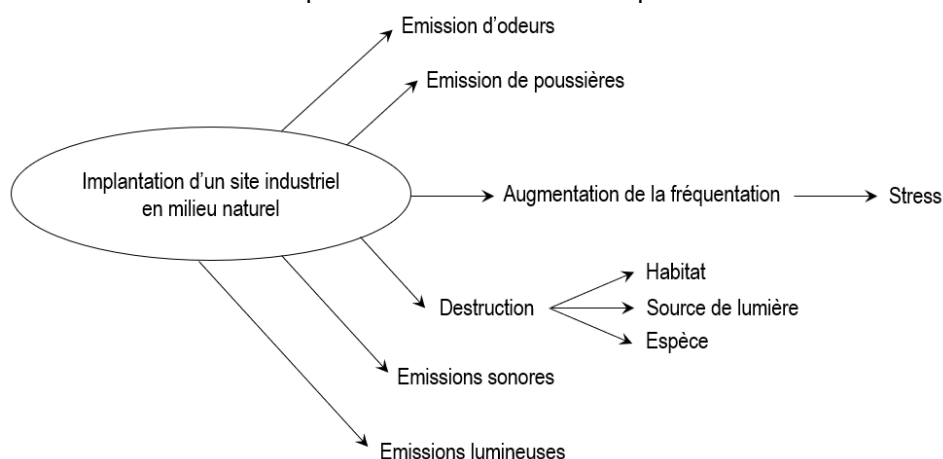 Emission d'odeurs
Emission de poussières
Implantation d'un site industriel
en milieu naturel
Augmentation de la fréquentation
Stress
Habitat
Destruction
Source de lumière
Espèce
Emissions sonores
Emissions lumineuses